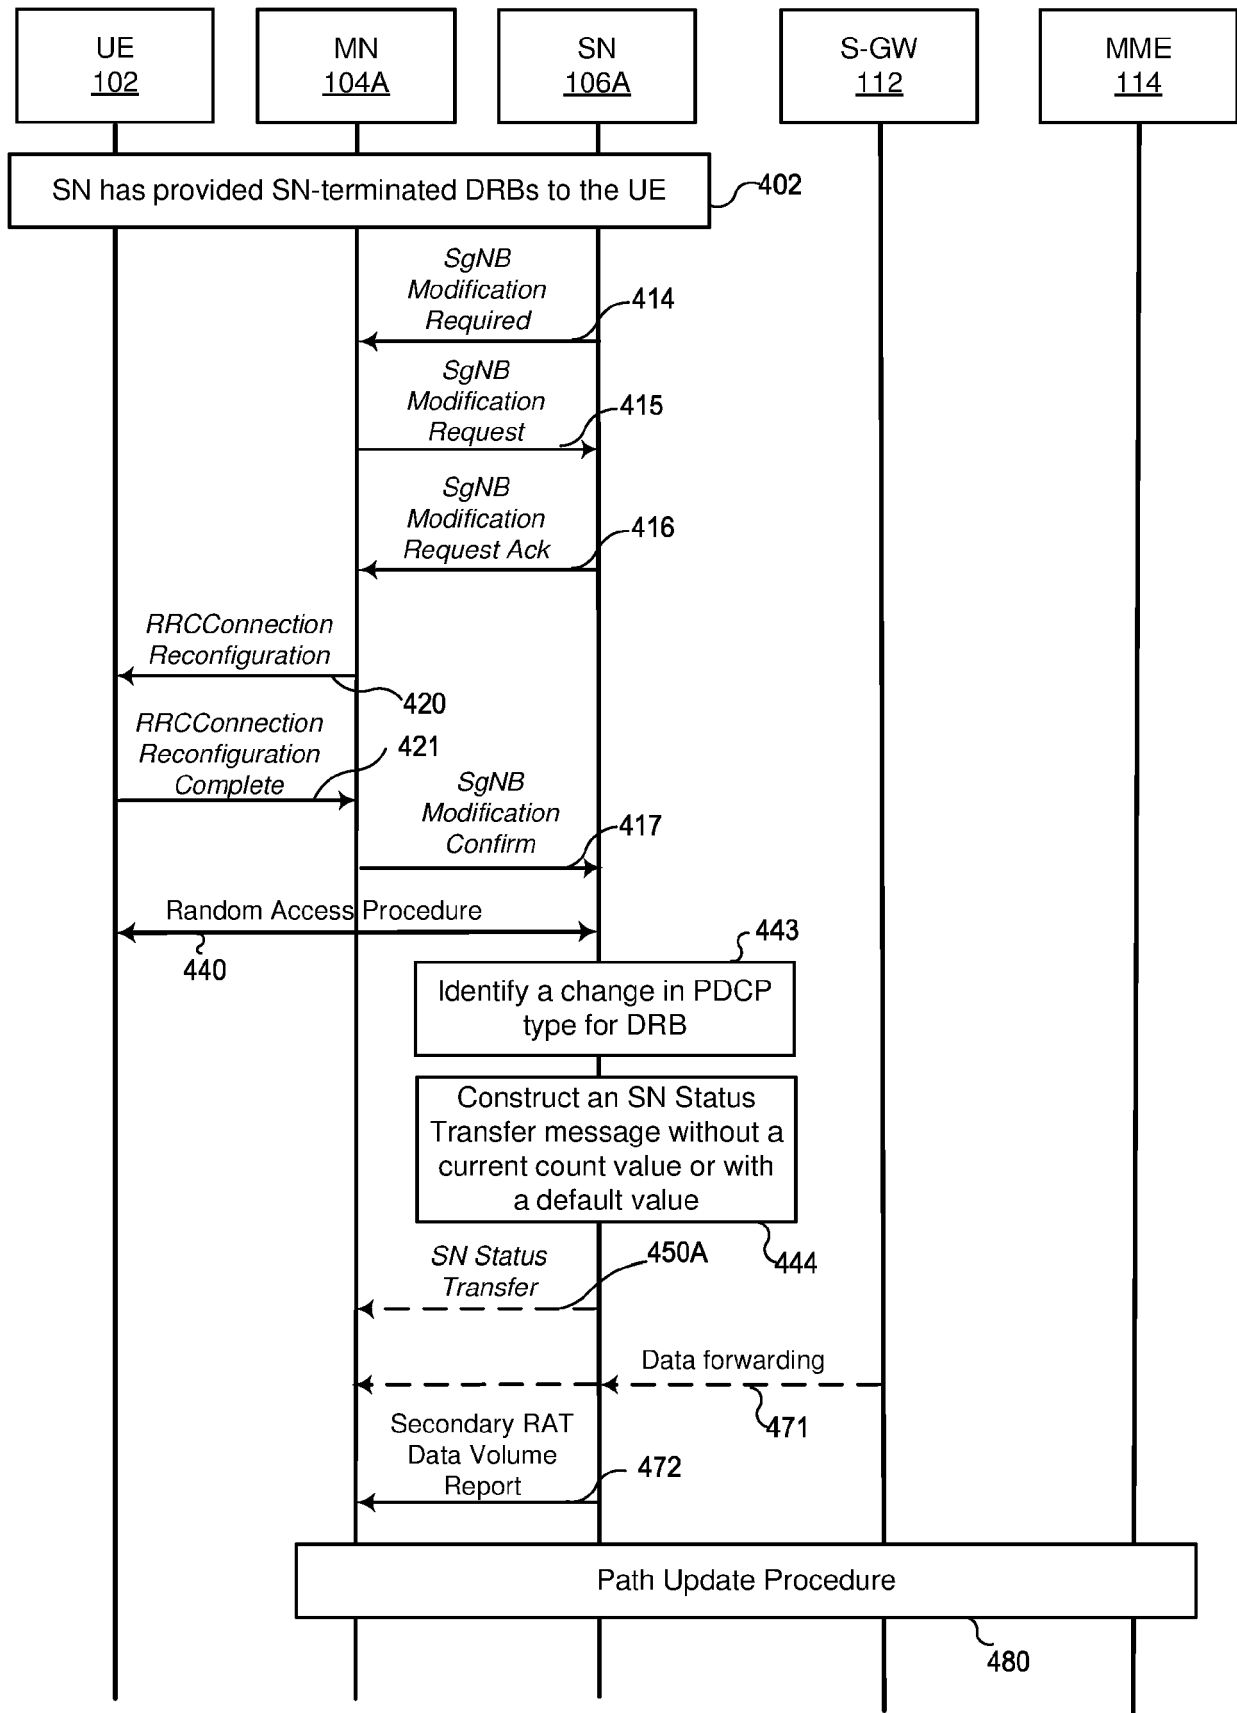 UE
102
MN
104A
SN
106A
S-GW
112
MME
114
SN has provided SN-terminated DRBs to the UE
402
SgNB
Modification
Required
414
SgNB
Modification
Request
415
SgNB
Modification
Request Ack
416
RRCConnection
Reconfiguration
420
RRCConnection
Reconfiguration
Complete
421
SgNB
Modification
Confirm
417
Random Access Procedure
440
443
Identify a change in PDCP
type for DRB
Construct an SN Status
Transfer message without a
current count value or with
a default value
444
SN Status
Transfer
450A
Data forwarding
471
Secondary RAT
Data Volume
Report
472
Path Update Procedure
480